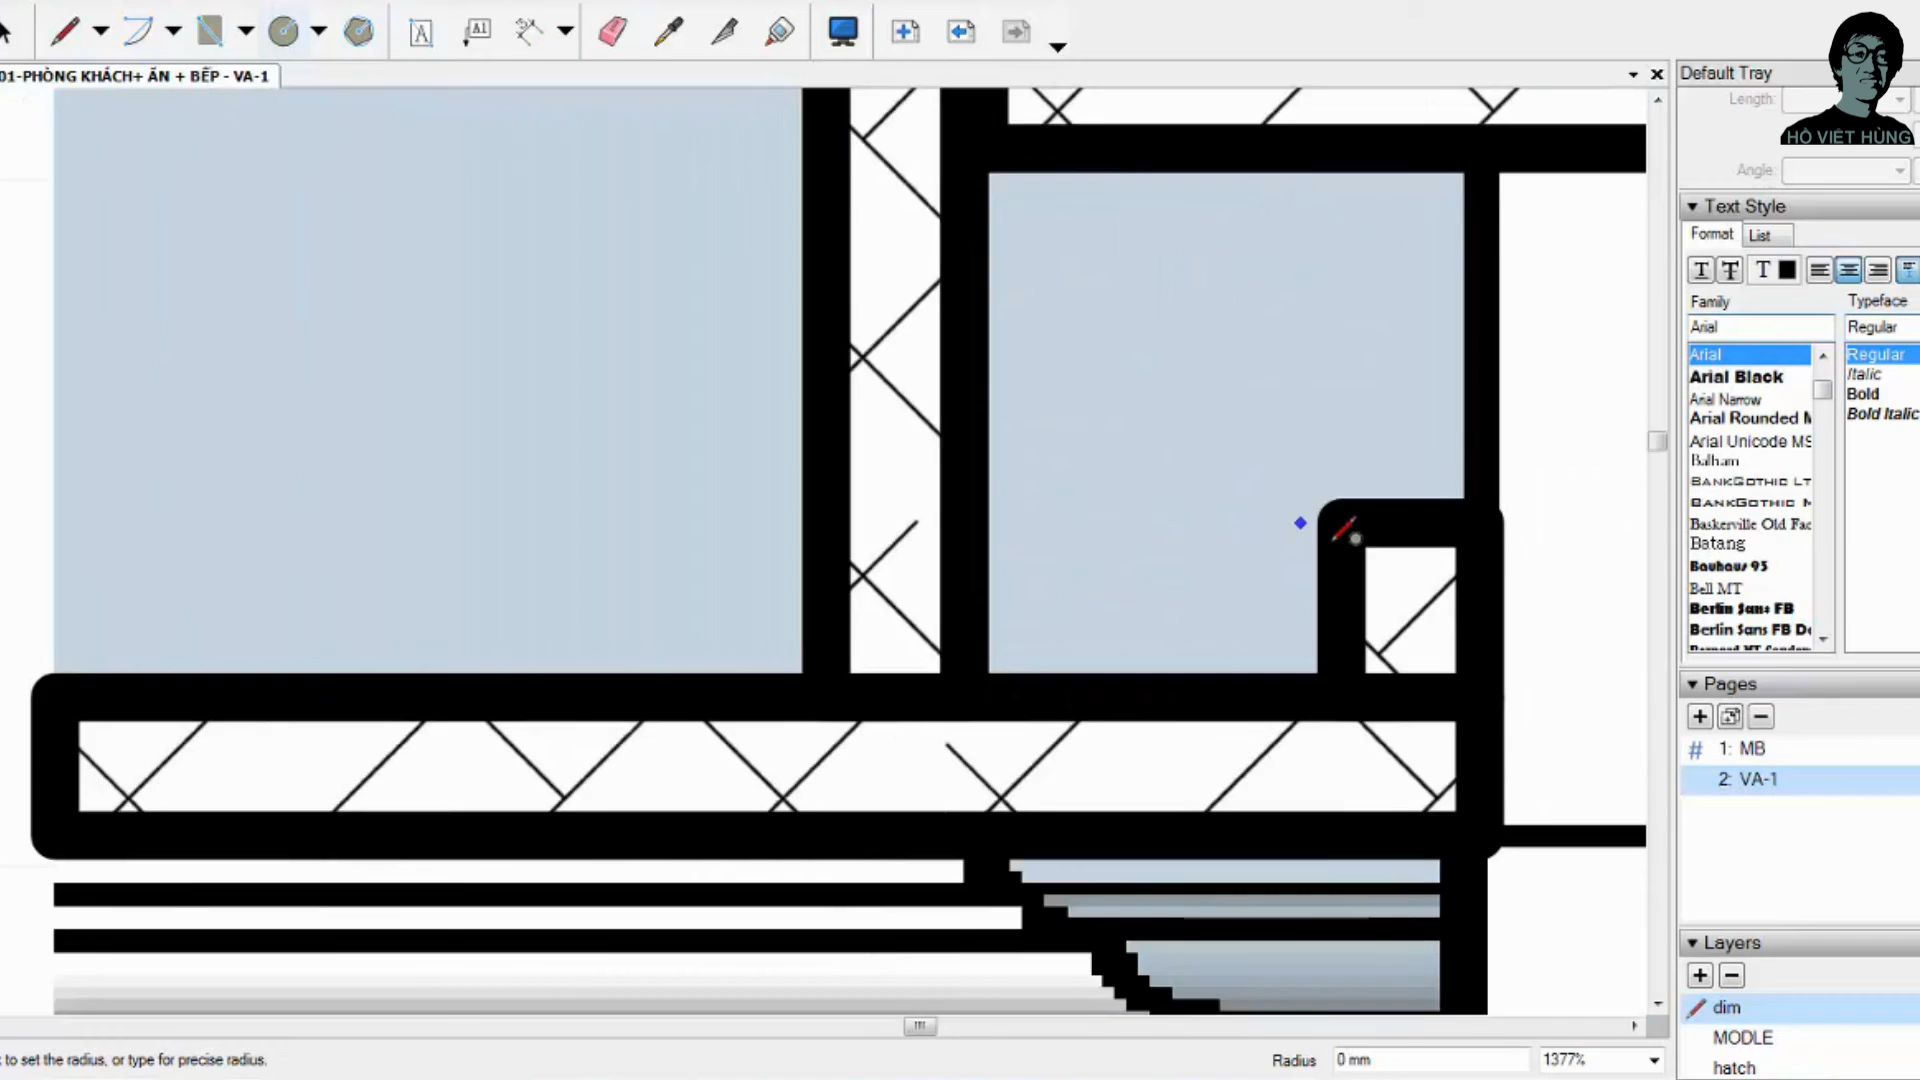 A
A1
01-PHÒNG KHÁCH+ ĂN + BẾP - VA-1
Default Tray
Length:
HỒ VIẾT HÙNG
Angle:
Text Style
Format
List
T
T
T
Family
Typeface
Arial
Regular
Arial
Regular
Arial Black
Italic
Arial Narrow
Bold
Arial Rounded M
Bold Italic
Arial Unicode MS
Balham
BankGothic LT
BankGothic M
Baskerville Old Fac
Batang
Bauhaus 93
Bell MT
Berlin Sans FB
Berlin Sans FB De
Pages
# 1: MB
2: VA-1
Layers
dim
MODLE
hatch
to set the radius, or type for precise radius.
Radius
0 mm
1377%